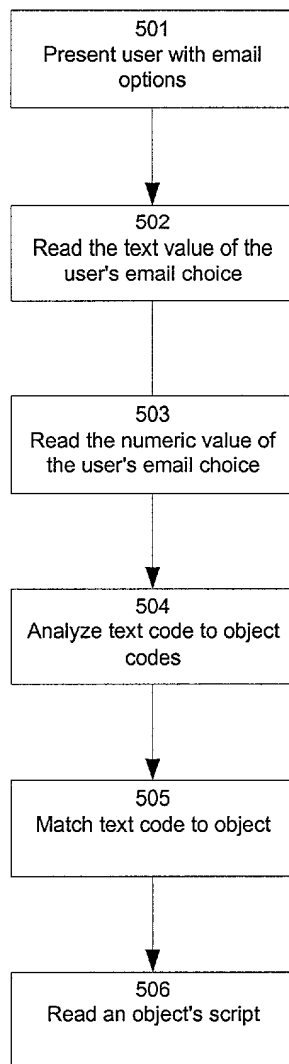 501
Present user with email
options
502
Read the text value of the
user's email choice
503
Read the numeric value of
the user's email choice
504
Analyze text code to object
codes
505
Match text code to object
506
Read an object's script